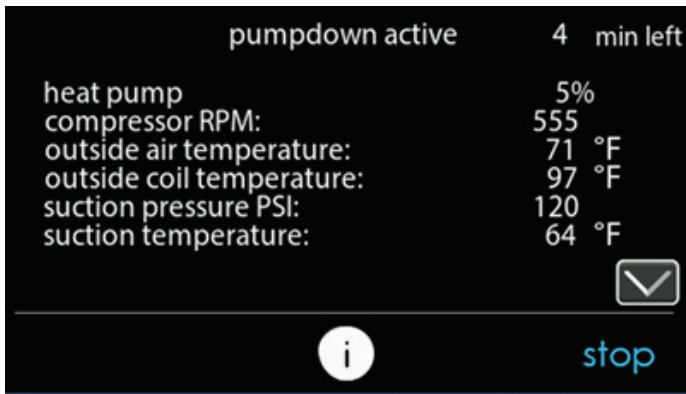 pumpdown active 4 min left
heat pump 5%
compressor RPM: 555
outside air temperature: 71 °F
outside coil temperature: 97 °F
suction pressure PSI: 120
suction temperature: 64 °F
i
stop